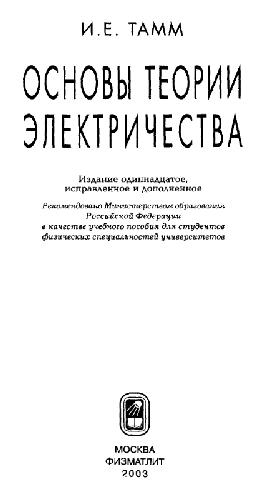 И.Е. ТАММ
ОСНОВЫ ТЕОРИИ
ЭЛЕКТРИЧЕСТВА
Издание одиннадцатое,
исправленное и дополненное
Рекомендовано Министерством образования
Российской Федерации
в качестве учебного пособия для студентов
физических специальностей университетов
МОСКВА
ФИЗМАТЛИТ
2003